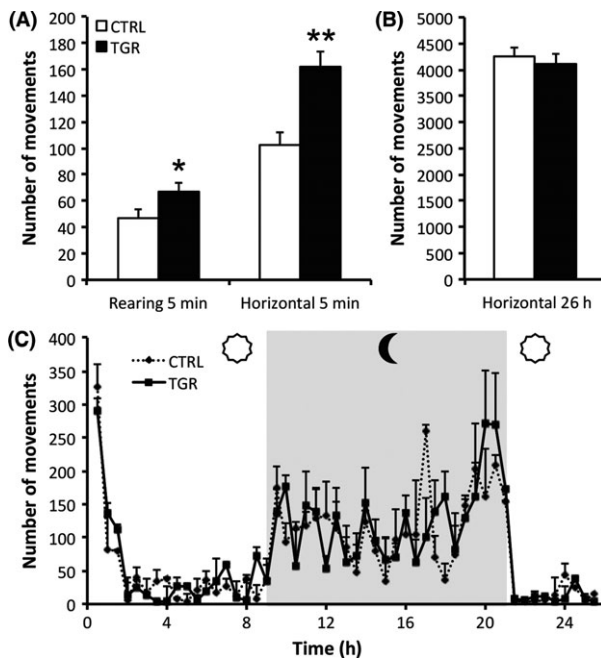 (A)
Number of movements
200
180
160
140
120
100
80
60
40
20
0
CTRL
TGR
*
**
Rearing 5 min Horizontal 5 min
(B)
Number of movements
5000
4500
4000
3500
3000
2500
2000
1500
1000
500
0
Horizontal 26 h
(C)
Number of movements
400
350
300
250
200
150
100
50
0
CTRL
TGR
0 4 8 12 16 20 24
Time (h)